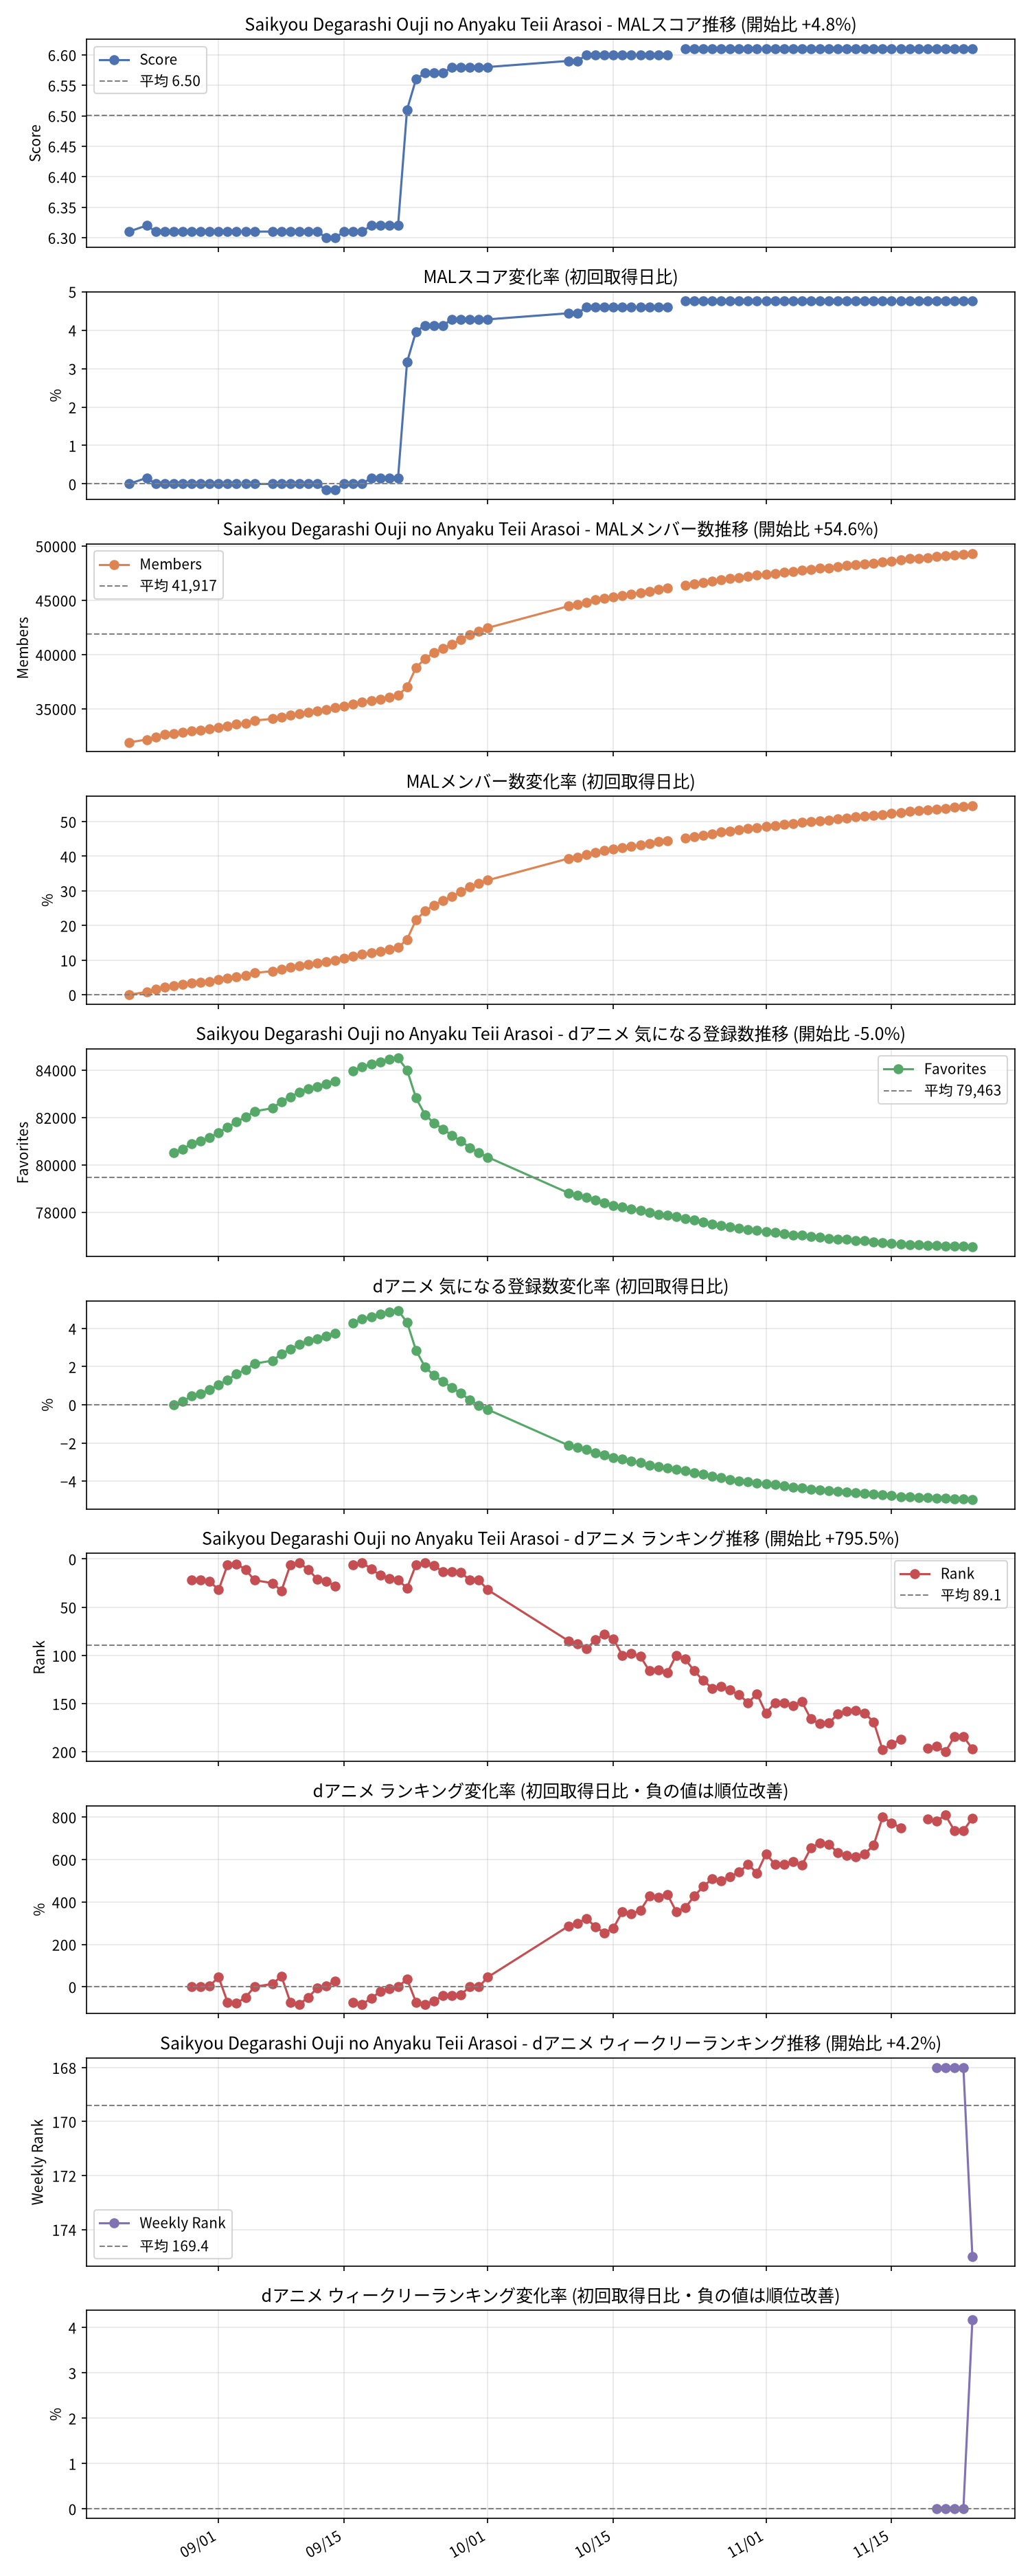 Saikyou Degarashi Ouji no Anyaku Teii Arasoi - MALスコア推移 (開始比 +4.8%)
Score
平均 6.50
Score
6.60
6.55
6.50
6.45
6.40
6.35
6.30
MALスコア変化率 (初回取得日比)
%
5
4
3
2
1
0
Saikyou Degarashi Ouji no Anyaku Teii Arasoi - MALメンバー数推移 (開始比 +54.6%)
Members
平均 41,917
Members
50000
45000
40000
35000
MALメンバー数変化率 (初回取得日比)
%
50
40
30
20
10
0
Saikyou Degarashi Ouji no Anyaku Teii Arasoi - dアニメ 気になる登録数推移 (開始比 -5.0%)
Favorites
平均 79,463
Favorites
84000
82000
80000
78000
dアニメ 気になる登録数変化率 (初回取得日比)
%
4
2
0
−2
−4
Saikyou Degarashi Ouji no Anyaku Teii Arasoi - dアニメ ランキング推移 (開始比 +795.5%)
Rank
平均 89.1
Rank
0
50
100
150
200
dアニメ ランキング変化率 (初回取得日比・負の値は順位改善)
%
800
600
400
200
0
Saikyou Degarashi Ouji no Anyaku Teii Arasoi - dアニメ ウィークリーランキング推移 (開始比 +4.2%)
Weekly Rank
平均 169.4
Weekly Rank
168
170
172
174
dアニメ ウィークリーランキング変化率 (初回取得日比・負の値は順位改善)
%
4
3
2
1
0
09/01
09/15
10/01
10/15
11/01
11/15